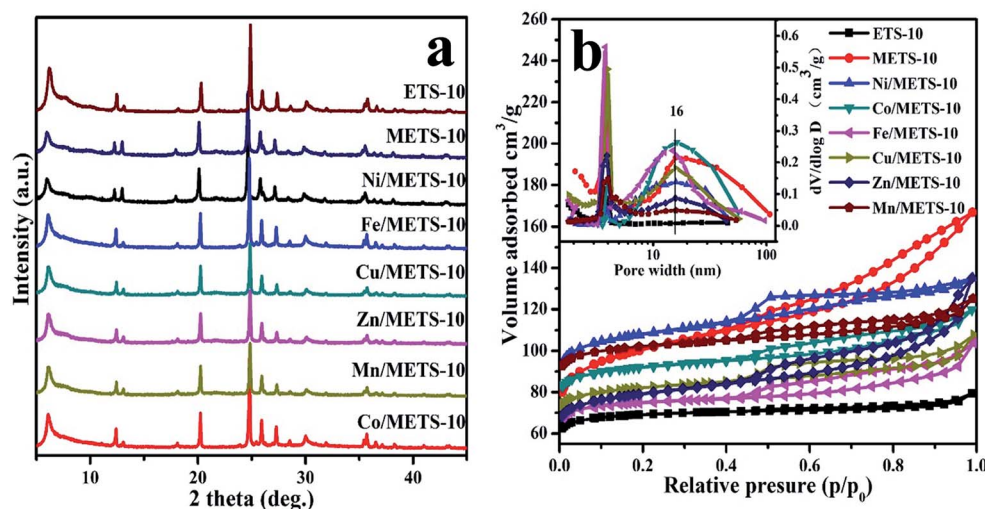 a
ETS-10
METS-10
Ni/METS-10
Fe/METS-10
Cu/METS-10
Zn/METS-10
Mn/METS-10
Co/METS-10
Intensity (a.u.)
10 20 30 40
2 theta (deg.)
b
260
240
220
200
190
170
160
140
120
100
80
60
Volume adsorbed cm³/g
0.0 0.2 0.4 0.6 0.8 1.0
Relative presure (p/p₀)
16
0.6
0.5
0.4
0.3
0.2
0.1
0.0
dV/dlog D (cm³/g)
1 10 100
Pore width (nm)
ETS-10
METS-10
Ni/METS-10
Co/METS-10
Fe/METS-10
Cu/METS-10
Zn/METS-10
Mn/METS-10